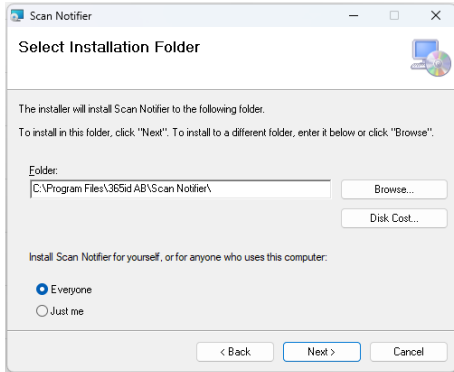 Scan Notifier
Select Installation Folder
The installer will install Scan Notifier to the following folder.
To install in this folder, click "Next". To install to a different folder, enter it below or click "Browse".
Folder:
C:\Program Files\365id AB\Scan Notifier\
Browse...
Disk Cost...
Install Scan Notifier for yourself, or for anyone who uses this computer:
Everyone
Just me
< Back
Next >
Cancel